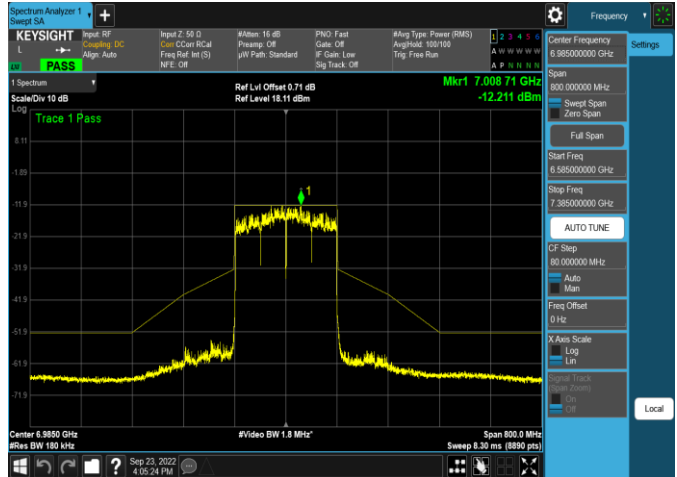 Spectrum Analyzer 1
Swept SA
Frequency
KEYSIGHT
L
PASS
Input: RF
Coupling: DC
Align: Auto
Input Z: 50 Ω
Corr CCorr RCal
Freq Ref: Int (S)
NFE: Off
#Atten: 16 dB
Preamp: Off
µW Path: Standard
PNO: Fast
Gate: Off
IF Gain: Low
Sig Track: Off
#Avg Type: Power (RMS)
Avg|Hold: 100/100
Trig: Free Run
1 2 3 4 5 6
A W W W W W
A P N N N N
1 Spectrum
Scale/Div 10 dB
Ref Lvl Offset 0.71 dB
Ref Level 18.11 dBm
Mkr1 7.008 71 GHz
-12.211 dBm
Log
Trace 1 Pass
8.11
-1.89
-11.9
-21.9
-31.9
-41.9
-51.9
-61.9
-71.9
1
Center 6.9850 GHz
#Res BW 180 kHz
#Video BW 1.8 MHz*
Span 800.0 MHz
Sweep 8.30 ms (8890 pts)
Sep 23, 2022
4:05:24 PM
Center Frequency
6.985000000 GHz
Settings
Span
800.000000 MHz
Swept Span
Zero Span
Full Span
Start Freq
6.585000000 GHz
Stop Freq
7.385000000 GHz
AUTO TUNE
CF Step
80.000000 MHz
Auto
Man
Freq Offset
0 Hz
X Axis Scale
Log
Lin
Signal Track
(Span Zoom)
On
Off
Local